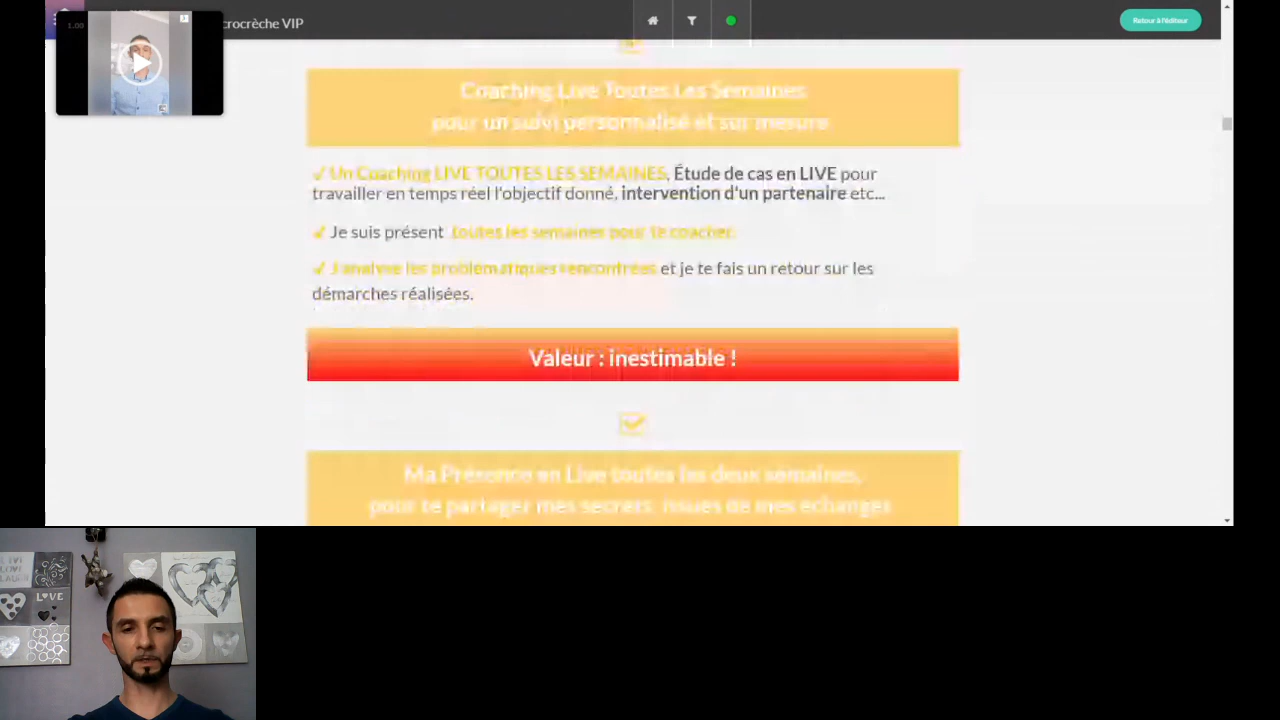 1.00
crocrèche VIP
Retour à l'éditeur
Coaching Live Toutes Les Semaines
pour un suivi personnalisé et sur mesure
✓ Un Coaching LIVE TOUTES LES SEMAINES, Étude de cas en LIVE pour
travailler en temps réel l'objectif donné, intervention d'un partenaire etc...
✓ Je suis présent toutes les semaines pour te coacher.
✓ J'analyse les problématiques rencontrées et je te fais un retour sur les
démarches réalisées.
Valeur : inestimable !
Ma Présence en Live toutes les deux semaines,
pour te partager mes secrets, issues de mes échanges
LOVE